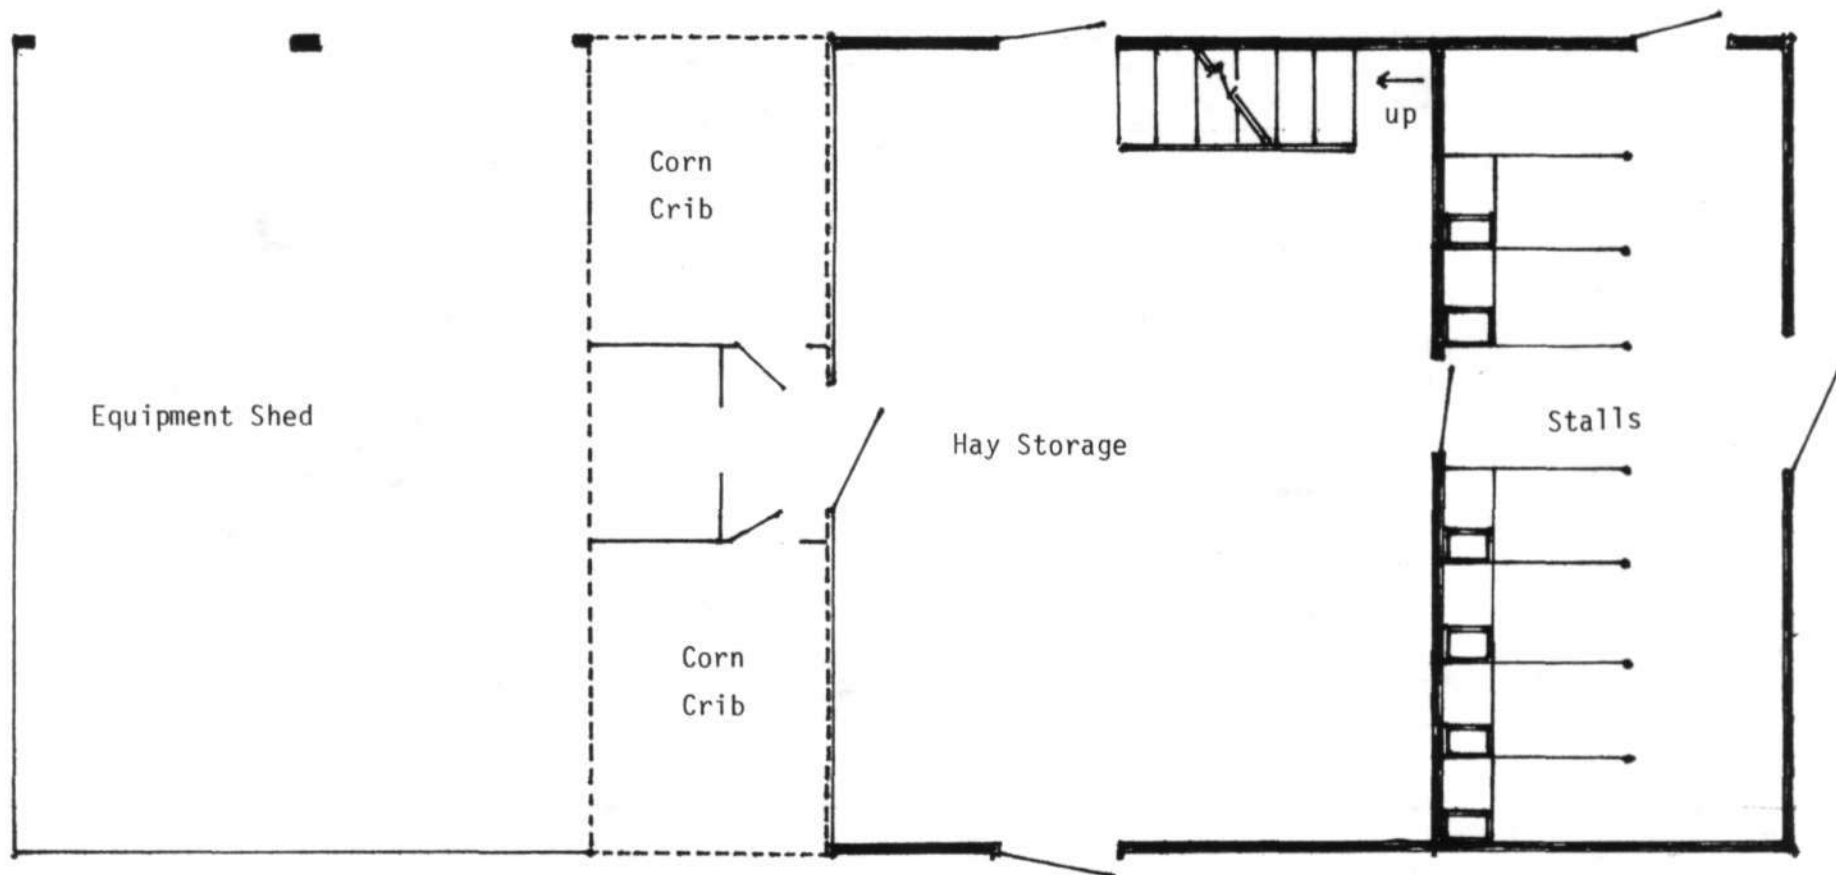 Corn
Crib
up
Equipment Shed
Hay Storage
Stalls
Corn
Crib